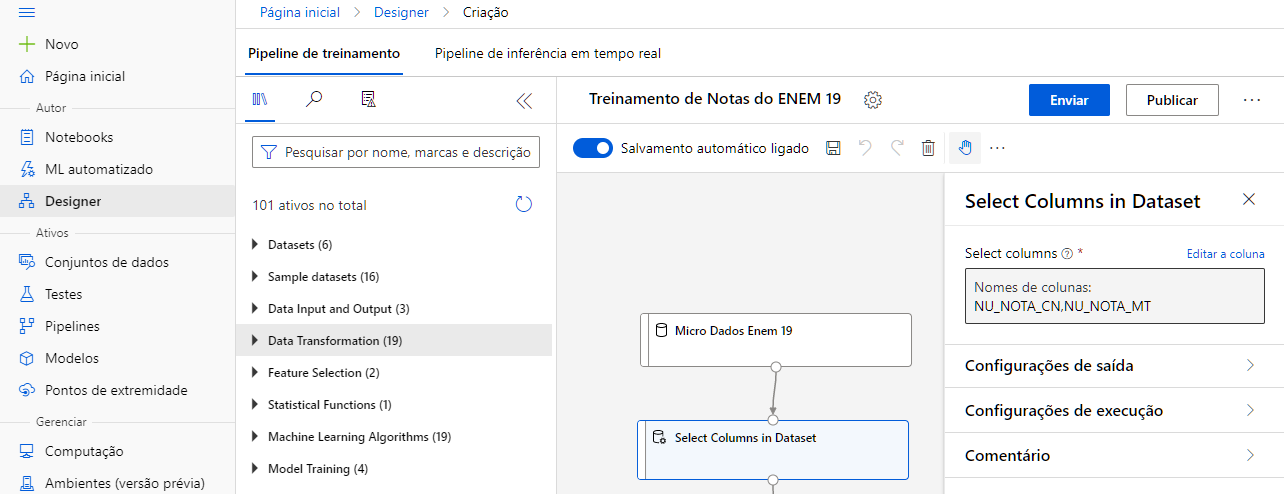 Página inicial > Designer > Criação
Novo
Página inicial
Autor
Notebooks
ML automatizado
Designer
Ativos
Conjuntos de dados
Testes
Pipelines
Modelos
Pontos de extremidade
Gerenciar
Computação
Ambientes (versão prévia)
Pipeline de treinamento
Pipeline de inferência em tempo real
Pesquisar por nome, marcas e descrição
101 ativos no total
Datasets (6)
Sample datasets (16)
Data Input and Output (3)
Data Transformation (19)
Feature Selection (2)
Statistical Functions (1)
Machine Learning Algorithms (19)
Model Training (4)
Treinamento de Notas do ENEM 19
Enviar
Publicar
Salvamento automático ligado
Micro Dados Enem 19
Select Columns in Dataset
Select Columns in Dataset
Select columns * Editar a coluna
Nomes de colunas:
NU_NOTA_CN,NU_NOTA_MT
Configurações de saída
Configurações de execução
Comentário